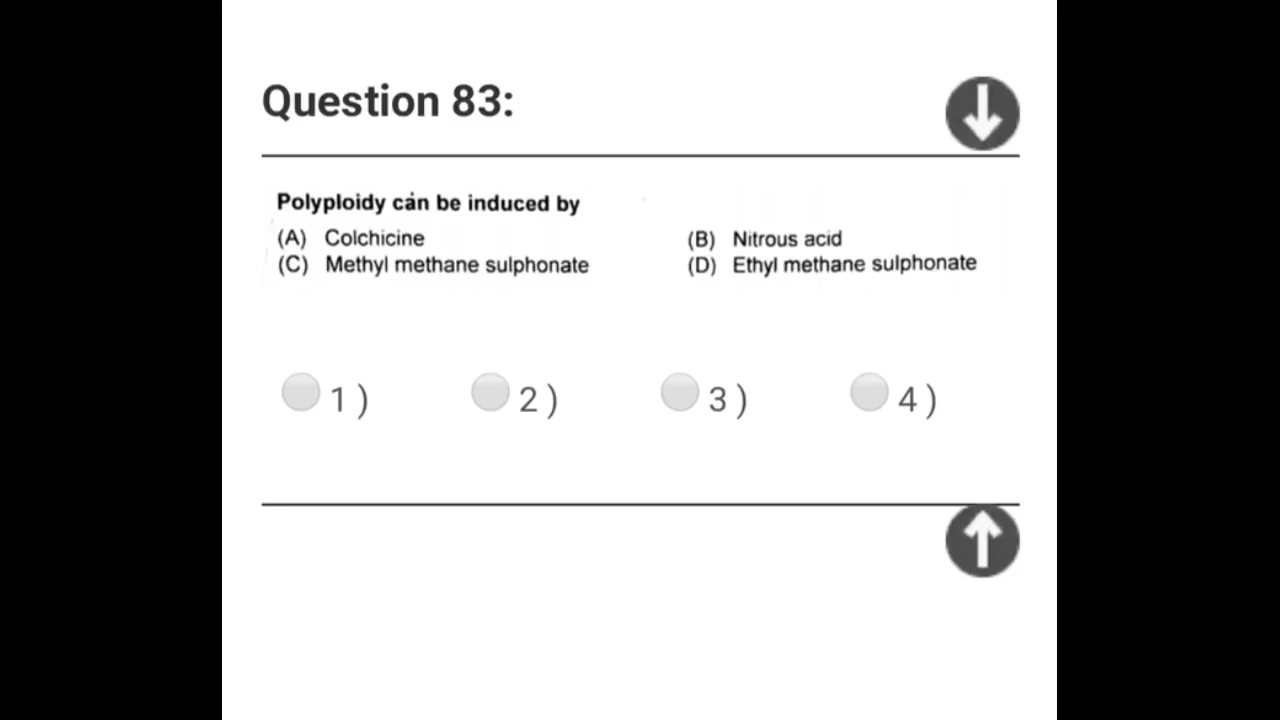 Question 83:
Polyploidy can be induced by
(A) Colchicine (B) Nitrous acid
(C) Methyl methane sulphonate (D) Ethyl methane sulphonate
1 ) 2 ) 3 ) 4 )